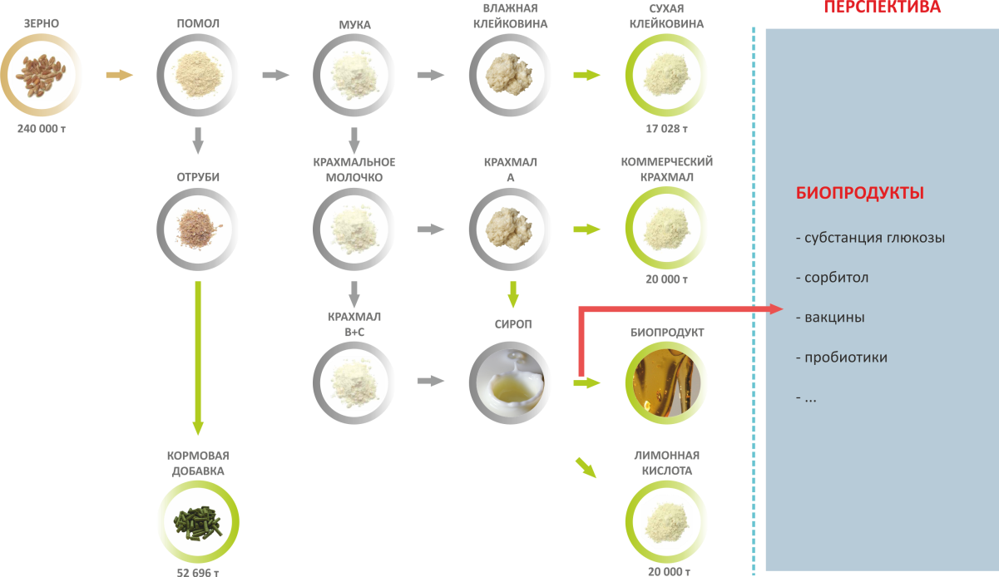 ПЕРСПЕКТИВА
ЗЕРНО
240 000 т
ПОМОЛ
МУКА
ВЛАЖНАЯ
КЛЕЙКОВИНА
СУХАЯ
КЛЕЙКОВИНА
17 028 т
ОТРУБИ
КРАХМАЛЬНОЕ
МОЛОЧКО
КРАХМАЛ
А
КОММЕРЧЕСКИЙ
КРАХМАЛ
20 000 т
КРАХМАЛ
В+С
СИРОП
БИОПРОДУКТ
КОРМОВАЯ
ДОБАВКА
52 696 т
ЛИМОННАЯ
КИСЛОТА
20 000 т
БИОПРОДУКТЫ
- субстанция глюкозы
- сорбитол
- вакцины
- пробиотики
- ...